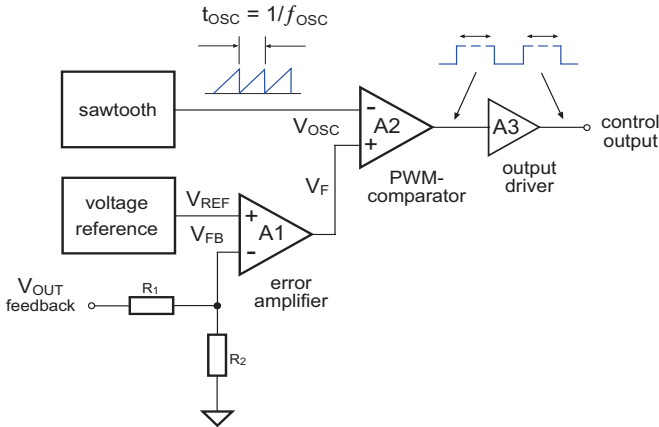 tOSC = 1/fOSC
sawtooth
VOSC
-
A2
+
A3
control
output
PWM-
comparator
output
driver
VF
voltage
reference
VREF
VFB
+
A1
-
error
amplifier
VOUT
feedback
R1
R2